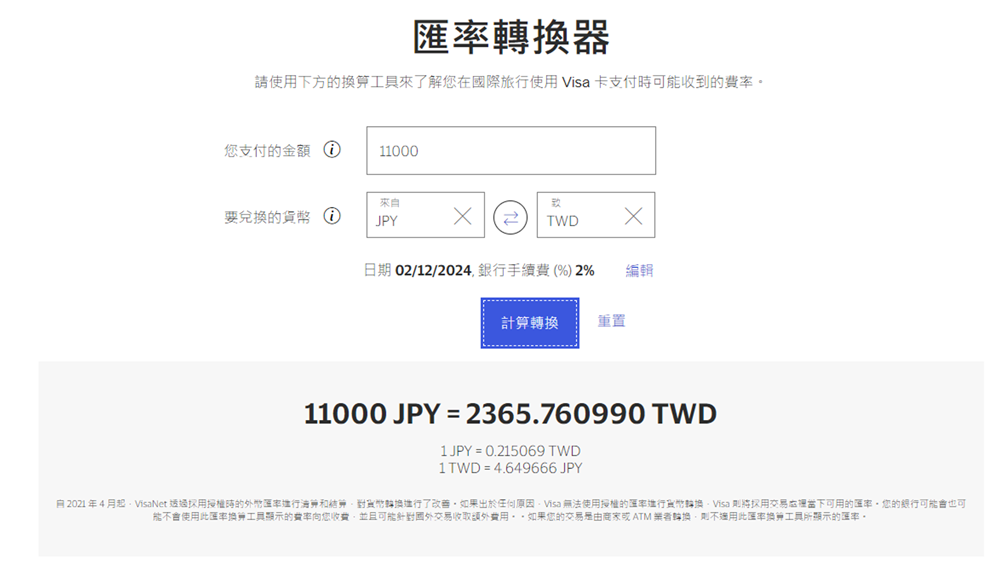 匯率轉換器
請使用下方的換算工具來了解您在國際旅行使用 Visa 卡支付時可能收到的費率。
您支付的金額 i 11000
來自 致
要兌換的貨幣 i JPY TWD
日期 02/12/2024, 銀行手續費 (%) 2% 編輯
計算轉換 重置
11000 JPY = 2365.760990 TWD
1 JPY = 0.215069 TWD
1 TWD = 4.649666 JPY
自 2021 年 4 月起，VisaNet 透過採用授權時的外幣匯率進行清算和結算，對貨幣轉換進行了改善。如果出於任何原因，Visa 無法使用授權的匯率進行貨幣轉換，Visa 則將採用交易處理當下可用的匯率。您的銀行可能會也可
能不會使用此匯率換算工具顯示的費率向您收費，並且可能針對國外交易收取額外費用。。如果您的交易是由商家或 ATM 業者轉換，則不適用此匯率換算工具所顯示的匯率。